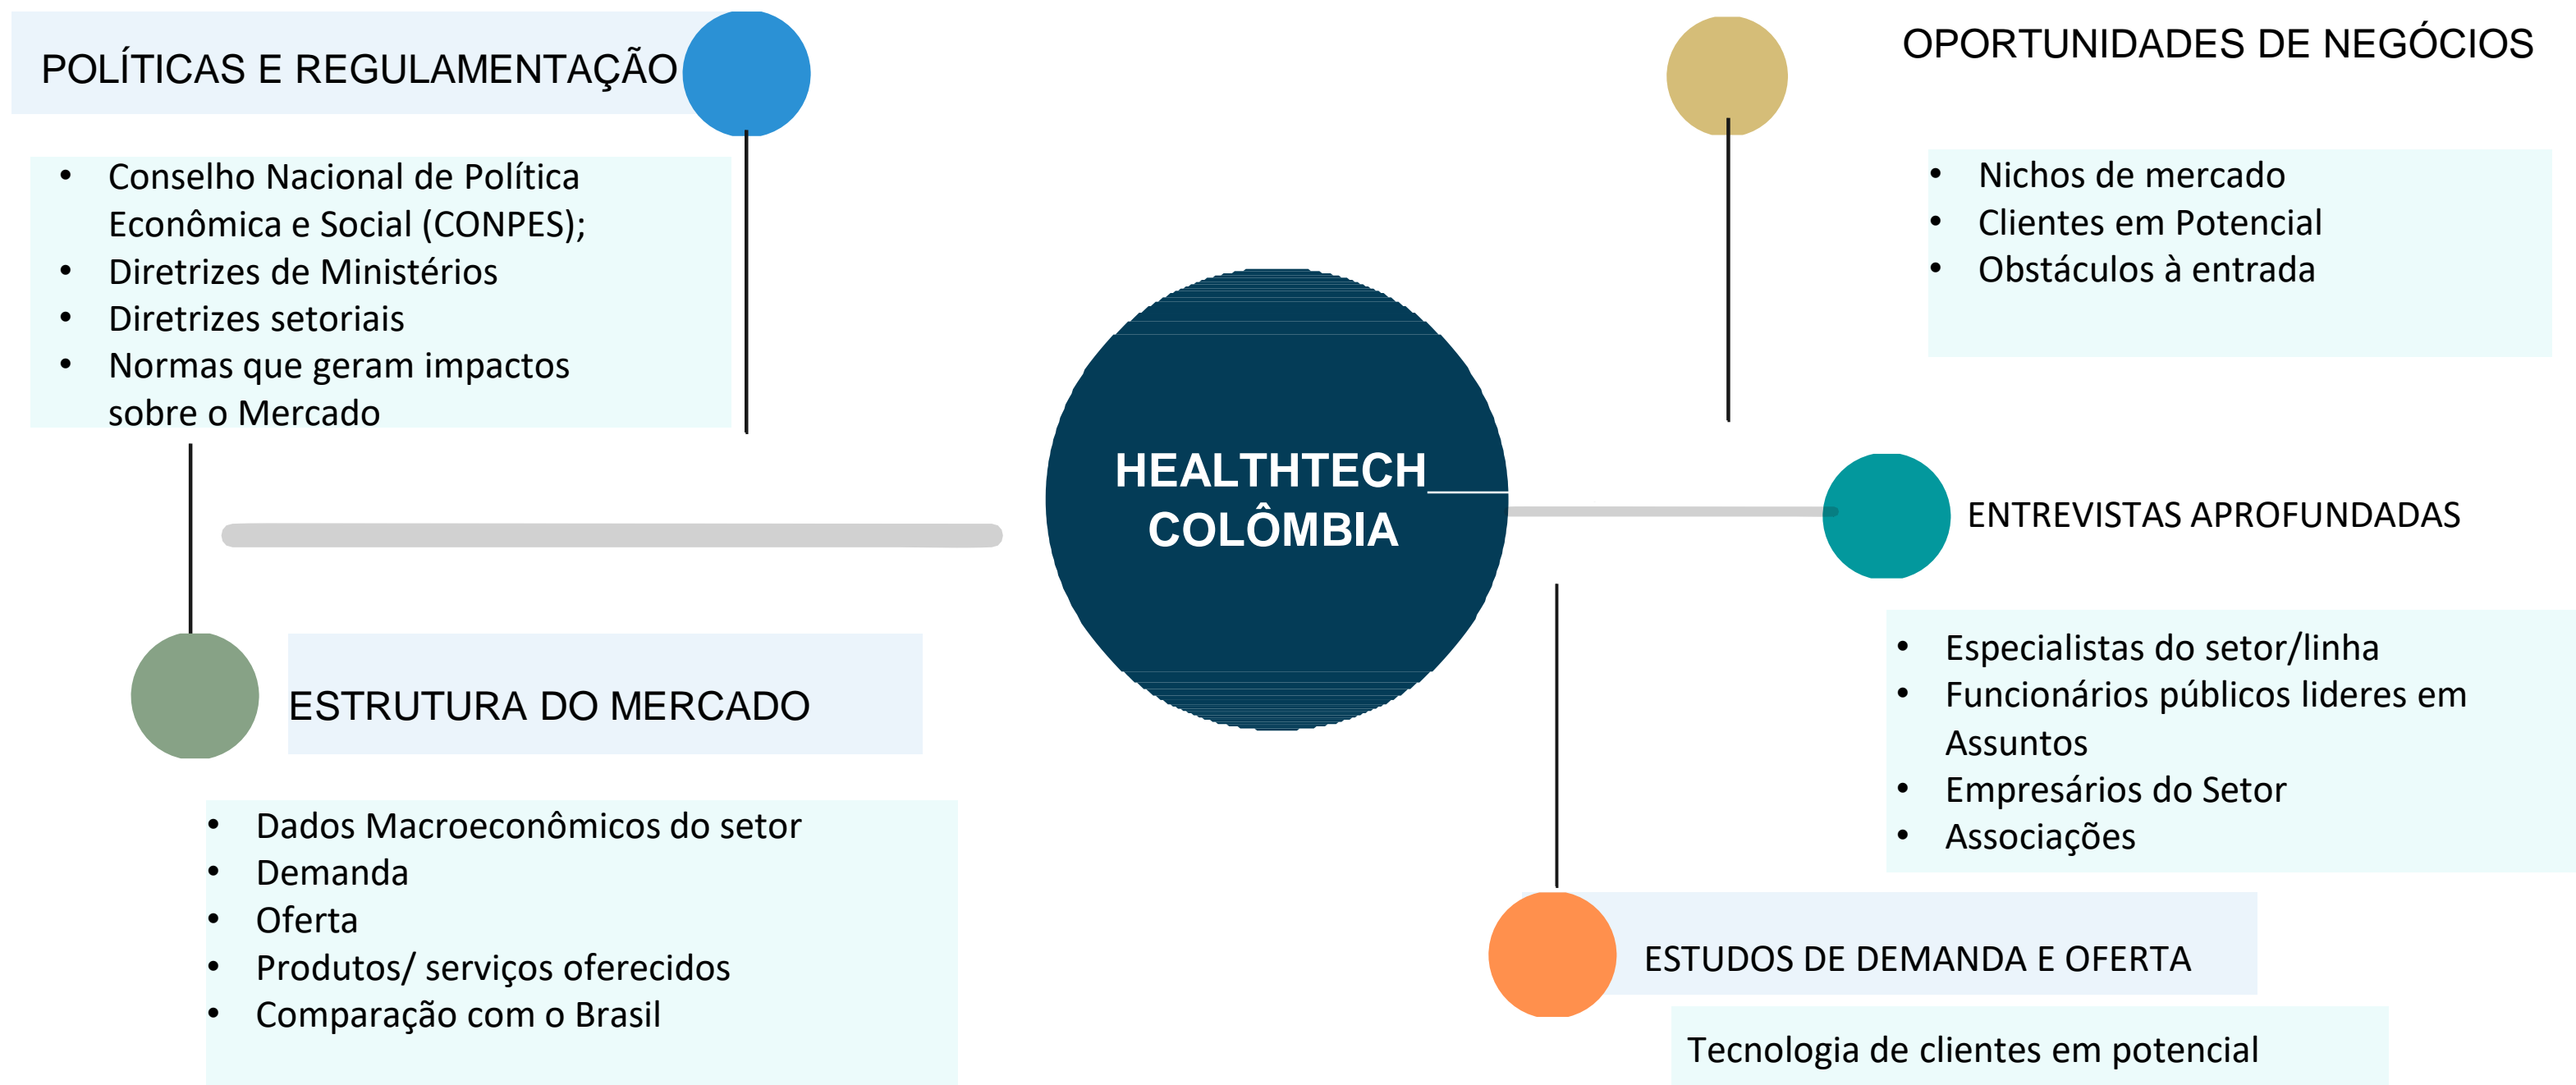 POLÍTICAS E REGULAMENTAÇÃO
• Conselho Nacional de Política
Econômica e Social (CONPES);
• Diretrizes de Ministérios
• Diretrizes setoriais
• Normas que geram impactos
sobre o Mercado
ESTRUTURA DO MERCADO
• Dados Macroeconômicos do setor
• Demanda
• Oferta
• Produtos/ serviços oferecidos
• Comparação com o Brasil
HEALTHTECH
COLÔMBIA
OPORTUNIDADES DE NEGÓCIOS
• Nichos de mercado
• Clientes em Potencial
• Obstáculos à entrada
ENTREVISTAS APROFUNDADAS
• Especialistas do setor/linha
• Funcionários públicos lideres em
Assuntos
• Empresários do Setor
• Associações
ESTUDOS DE DEMANDA E OFERTA
Tecnologia de clientes em potencial